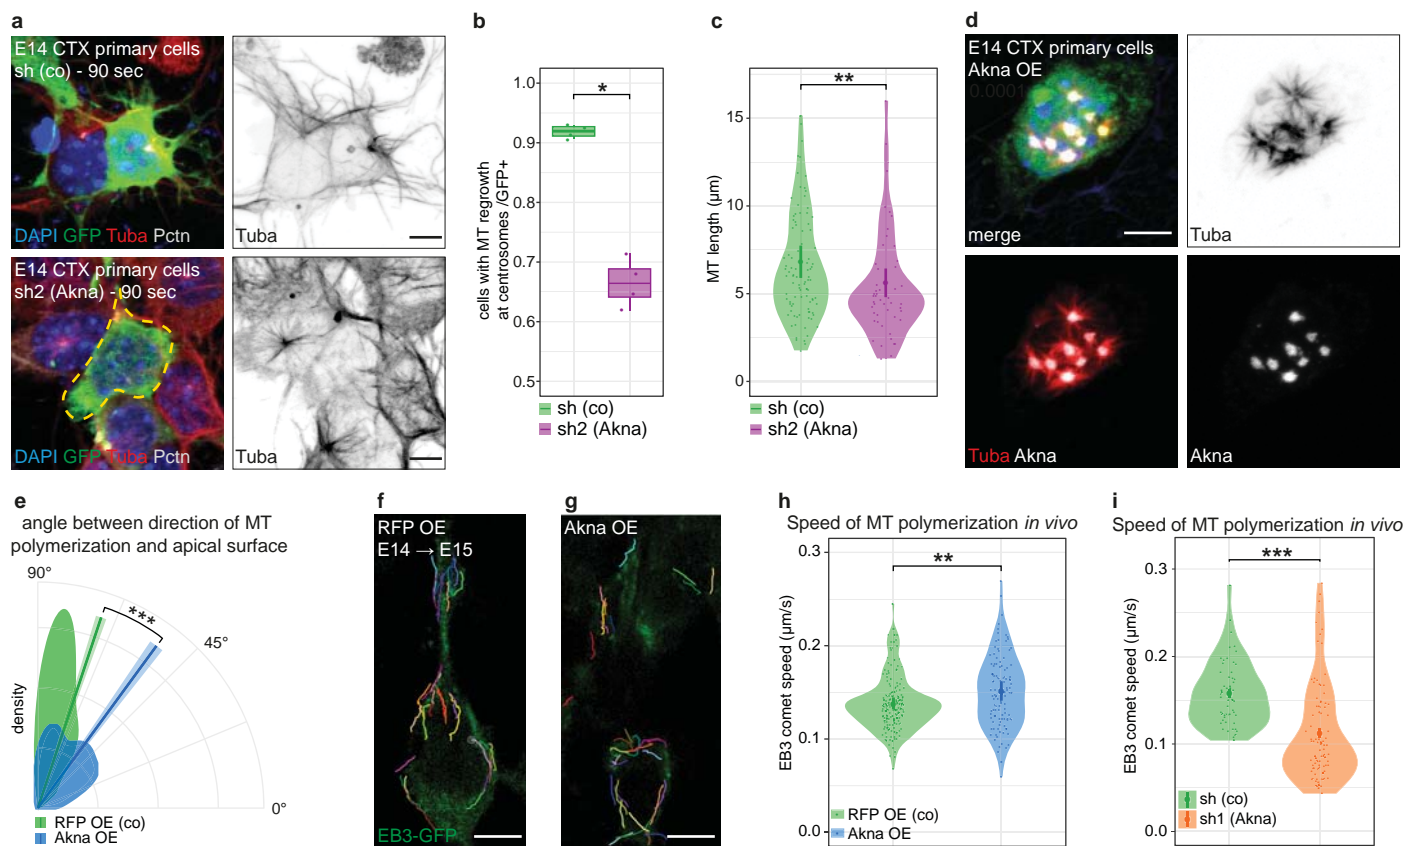 a
E14 CTX primary cells
sh (co) - 90 sec
DAPI GFP Tuba Pctn
Tuba
E14 CTX primary cells
sh2 (Akna) - 90 sec
DAPI GFP Tuba Pctn
Tuba
b
cells with MT regrowth
at centrosomes /GFP+
1.0
0.9
0.8
0.7
0.6
0.5
*
sh (co)
sh2 (Akna)
c
MT length (µm)
15
10
5
0
**
sh (co)
sh2 (Akna)
d
E14 CTX primary cells
Akna OE
0.0001
merge
Tuba
Tuba Akna
Akna
e
angle between direction of MT
polymerization and apical surface
90°
***
45°
density
0°
RFP OE (co)
Akna OE
f
RFP OE
E14 → E15
EB3-GFP
g
Akna OE
h
Speed of MT polymerization in vivo
EB3 comet speed (µm/s)
0.3
0.2
0.1
0.0
**
RFP OE (co)
Akna OE
i
Speed of MT polymerization in vivo
EB3 comet speed (µm/s)
0.3
0.2
0.1
0.0
***
sh (co)
sh1 (Akna)